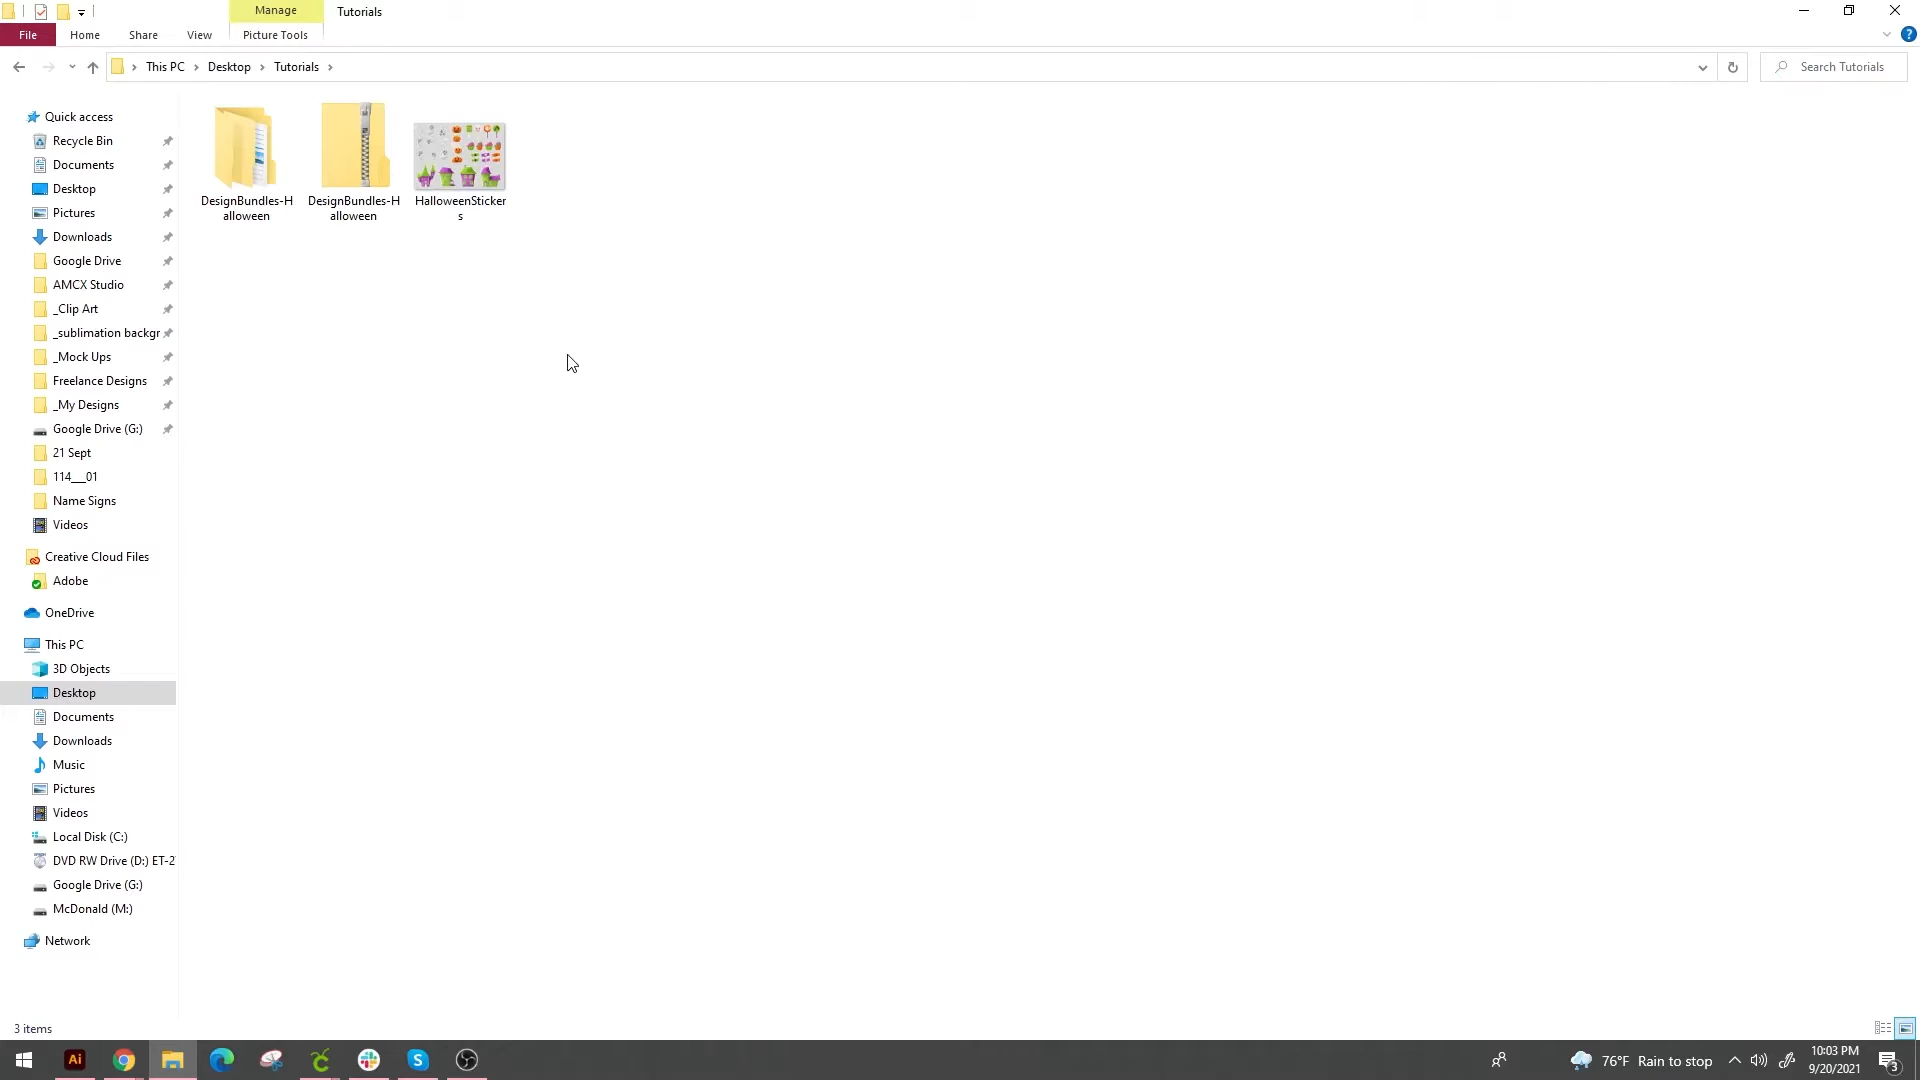 Manage
Tutorials
File
Home
Share
View
Picture Tools
This PC
Desktop
Tutorials
Search Tutorials
Quick access
Recycle Bin
Documents
Desktop
Pictures
Downloads
Google Drive
AMCX Studio
_Clip Art
_sublimation backgr
_Mock Ups
Freelance Designs
_My Designs
Google Drive (G:)
21 Sept
114___01
Name Signs
Videos
Creative Cloud Files
Adobe
OneDrive
This PC
3D Objects
Desktop
Documents
Downloads
Music
Pictures
Videos
Local Disk (C:)
DVD RW Drive (D:) ET-2
Google Drive (G:)
McDonald (M:)
Network
DesignBundles-H
alloween
DesignBundles-H
alloween
HalloweenSticker
s
3 items
Ai
S
76°F Rain to stop
10:03 PM
9/20/2021
3